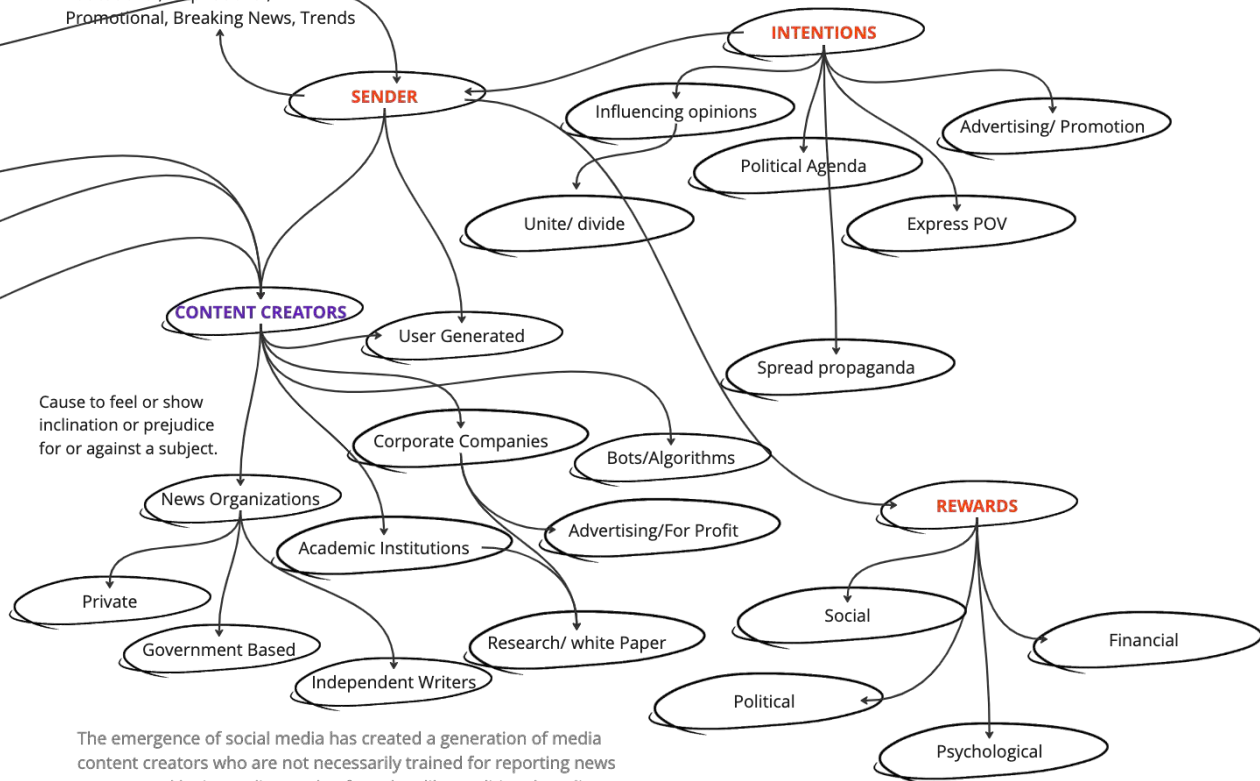 Promotional, Breaking News, Trends
INTENTIONS
SENDER
Influencing opinions
Advertising/ Promotion
Political Agenda
Unite/ divide
Express POV
CONTENT CREATORS
User Generated
Spread propaganda
Cause to feel or show
inclination or prejudice
for or against a subject.
Corporate Companies
Bots/Algorithms
News Organizations
REWARDS
Advertising/For Profit
Academic Institutions
Private
Social
Government Based
Research/ white Paper
Financial
Independent Writers
Political
Psychological
The emergence of social media has created a generation of media
content creators who are not necessarily trained for reporting news